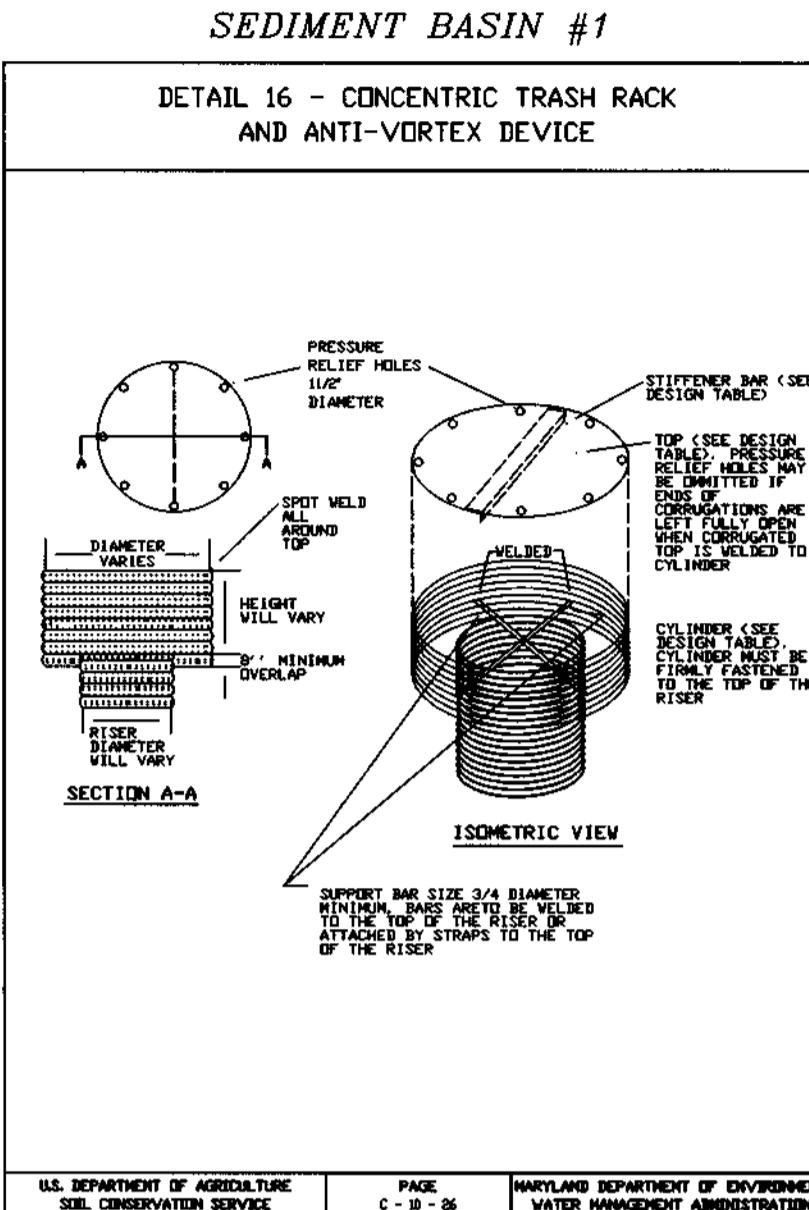 SEDIMENT BASIN #1
DETAIL 16 - CONCENTRIC TRASH RACK
AND ANTI-VORTEX DEVICE
PRESSURE
RELIEF HOLES
11/2"
DIAMETER
STIFFENER BAR (SEE
DESIGN TABLE)
TOP (SEE DESIGN
TABLE). PRESSURE
RELIEF HOLES MAY
BE OMMITTED IF
ENDS OF
CORRUGATIONS ARE
LEFT FULLY OPEN
WHEN CORRUGATED
TOP IS WELDED TO
CYLINDER
A
A
SPOT WELD
ALL
AROUND
TOP
DIAMETER
VARIES
HEIGHT
WILL VARY
8'' MINIMUM
OVERLAP
RISER
DIAMETER
WILL VARY
SECTION A-A
WELDED
CYLINDER (SEE
DESIGN TABLE).
CYLINDER MUST BE
FIRMLY FASTENED
TO THE TOP OF TH
RISER
ISOMETRIC VIEW
SUPPORT BAR SIZE 3/4 DIAMETER
MINIMUM, BARS ARETO BE WELDED
TO THE TOP OF THE RISER OR
ATTACHED BY STRAPS TO THE TOP
OF THE RISER
U.S. DEPARTMENT OF AGRICULTURE
SOIL CONSERVATION SERVICE
PAGE
C - 10 - 26
MARYLAND DEPARTMENT OF ENVIRONME
WATER MANAGEMENT ADMINISTRATION